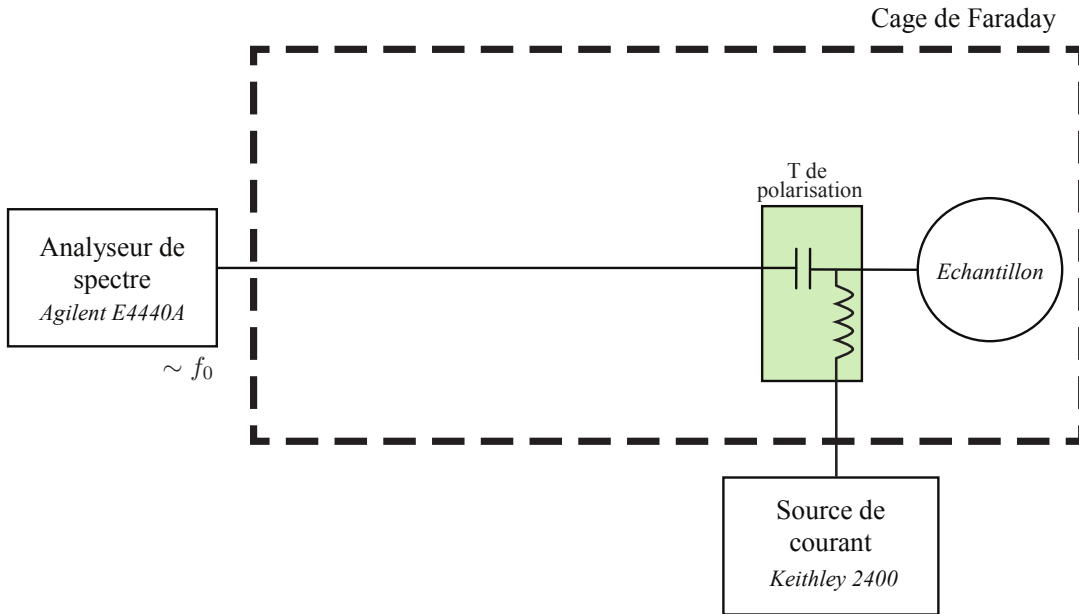 Cage de Faraday
T de
polarisation
Analyseur de
spectre
Agilent E4440A
∼ f₀
Echantillon
Source de
courant
Keithley 2400